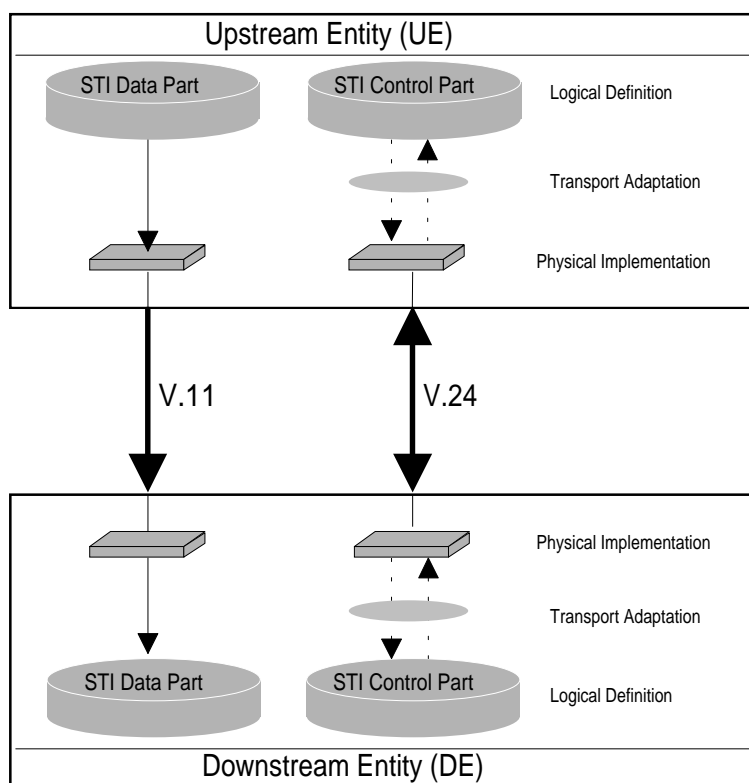 Upstream Entity (UE)
STI Data Part
STI Control Part
Logical Definition
Transport Adaptation
Physical Implementation
V.11
V.24
Physical Implementation
Transport Adaptation
STI Data Part
STI Control Part
Logical Definition
Downstream Entity (DE)